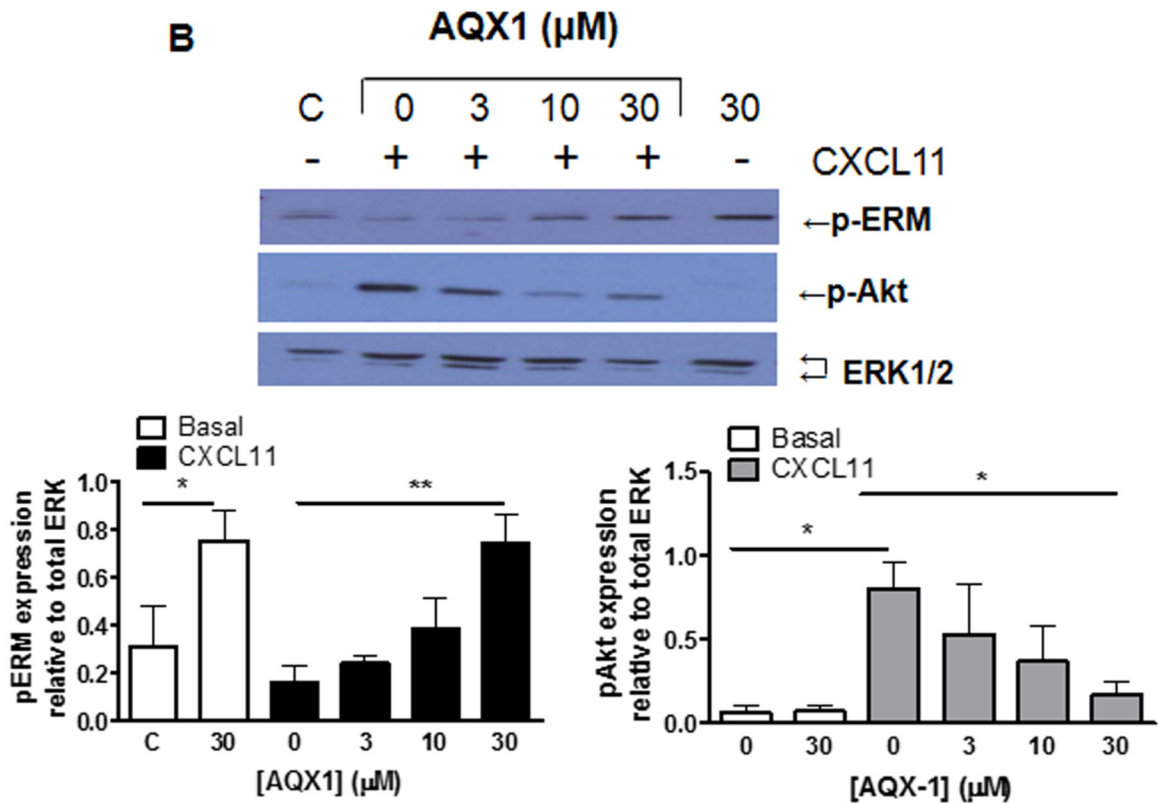 B
AQX1 (µM)
C 0 3 10 30 30
- + + + + - CXCL11
←p-ERM
←p-Akt
ERK1/2
Basal
CXCL11
pERM expression
relative to total ERK
1.0
0.8
0.6
0.4
0.2
0.0
*
**
C 30 0 3 10 30
[AQX1] (µM)
Basal
CXCL11
pAkt expression
relative to total ERK
1.5
1.0
0.5
0.0
*
*
0 30 0 3 10 30
[AQX-1] (µM)